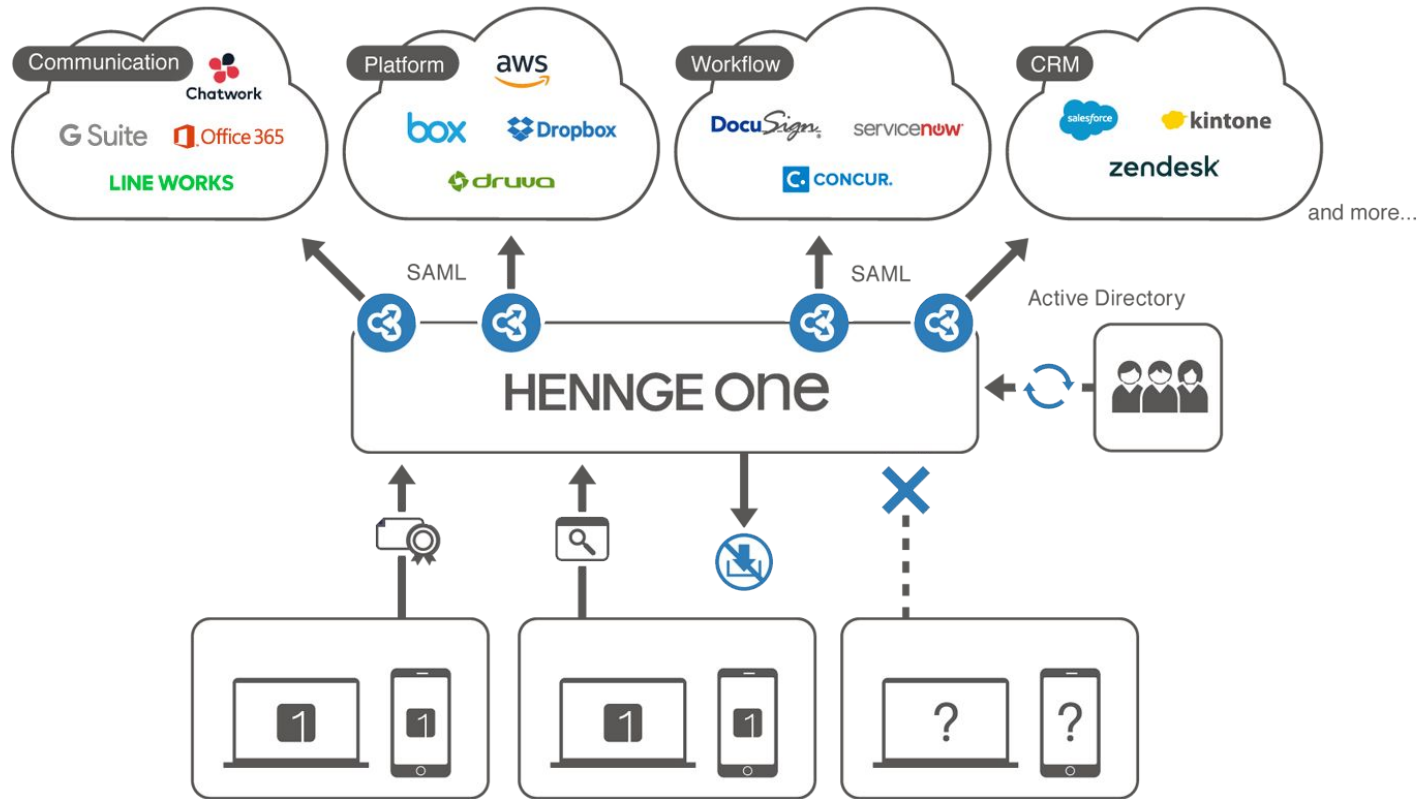 Communication
Chatwork
G Suite
Office 365
LINE WORKS
Platform
aws
box
Dropbox
druva
Workflow
DocuSign
servicenow
C. CONCUR.
CRM
salesforce
kintone
zendesk
and more...
SAML
SAML
Active Directory
HENNGE one
1
1
1
1
?
?